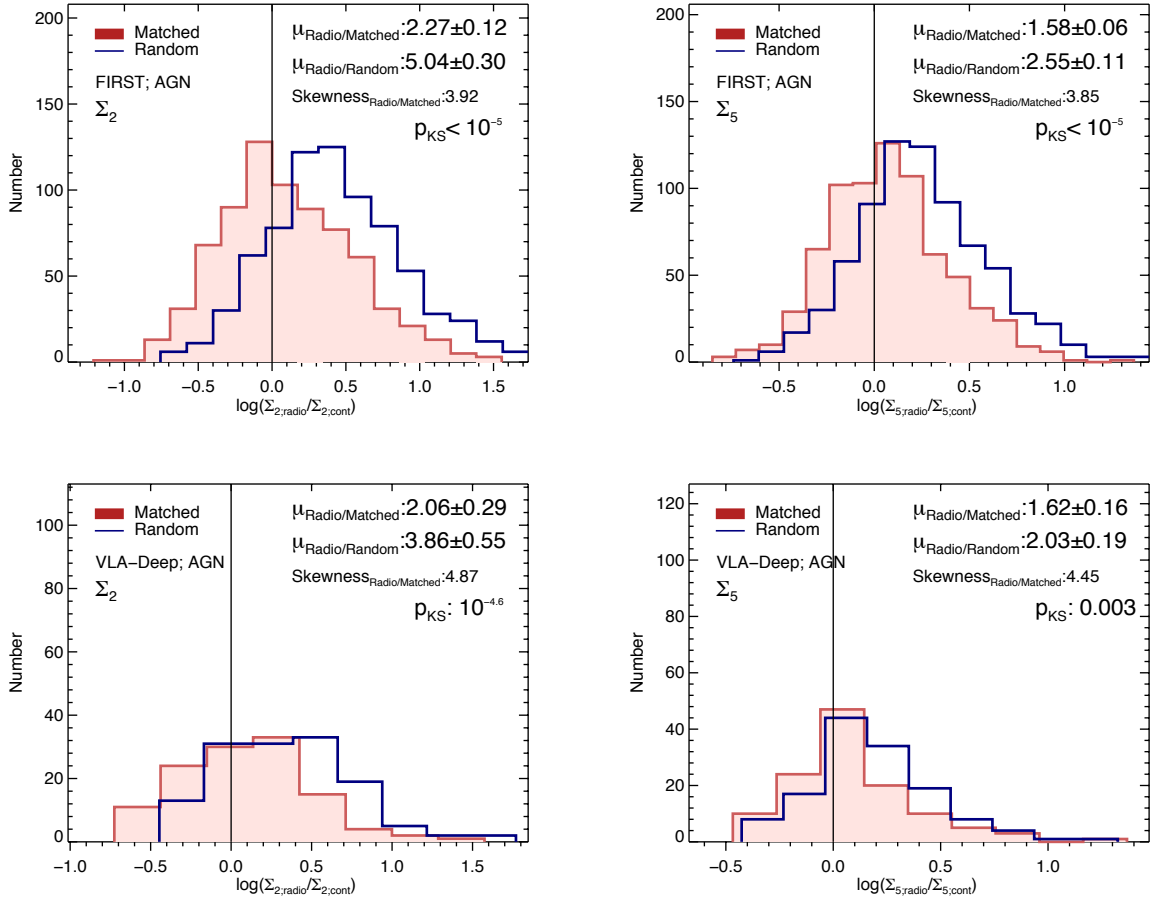 200
150
100
50
0
Number
Matched
Random
FIRST; AGN
Σ2
μRadio/Matched:2.27±0.12
μRadio/Random:5.04±0.30
SkewnessRadio/Matched:3.92
pKS< 10−5
−1.0 −0.5 0.0 0.5 1.0 1.5
log(Σ2;radio/Σ2;cont)
200
150
100
50
0
Number
Matched
Random
FIRST; AGN
Σ5
μRadio/Matched:1.58±0.06
μRadio/Random:2.55±0.11
SkewnessRadio/Matched:3.85
pKS< 10−5
−0.5 0.0 0.5 1.0
log(Σ5;radio/Σ5;cont)
100
80
60
40
20
0
Number
Matched
Random
VLA−Deep; AGN
Σ2
μRadio/Matched:2.06±0.29
μRadio/Random:3.86±0.55
SkewnessRadio/Matched:4.87
pKS: 10−4.6
−1.0 −0.5 0.0 0.5 1.0 1.5
log(Σ2;radio/Σ2;cont)
120
100
80
60
40
20
0
Number
Matched
Random
VLA−Deep; AGN
Σ5
μRadio/Matched:1.62±0.16
μRadio/Random:2.03±0.19
SkewnessRadio/Matched:4.45
pKS: 0.003
−0.5 0.0 0.5 1.0
log(Σ5;radio/Σ5;cont)